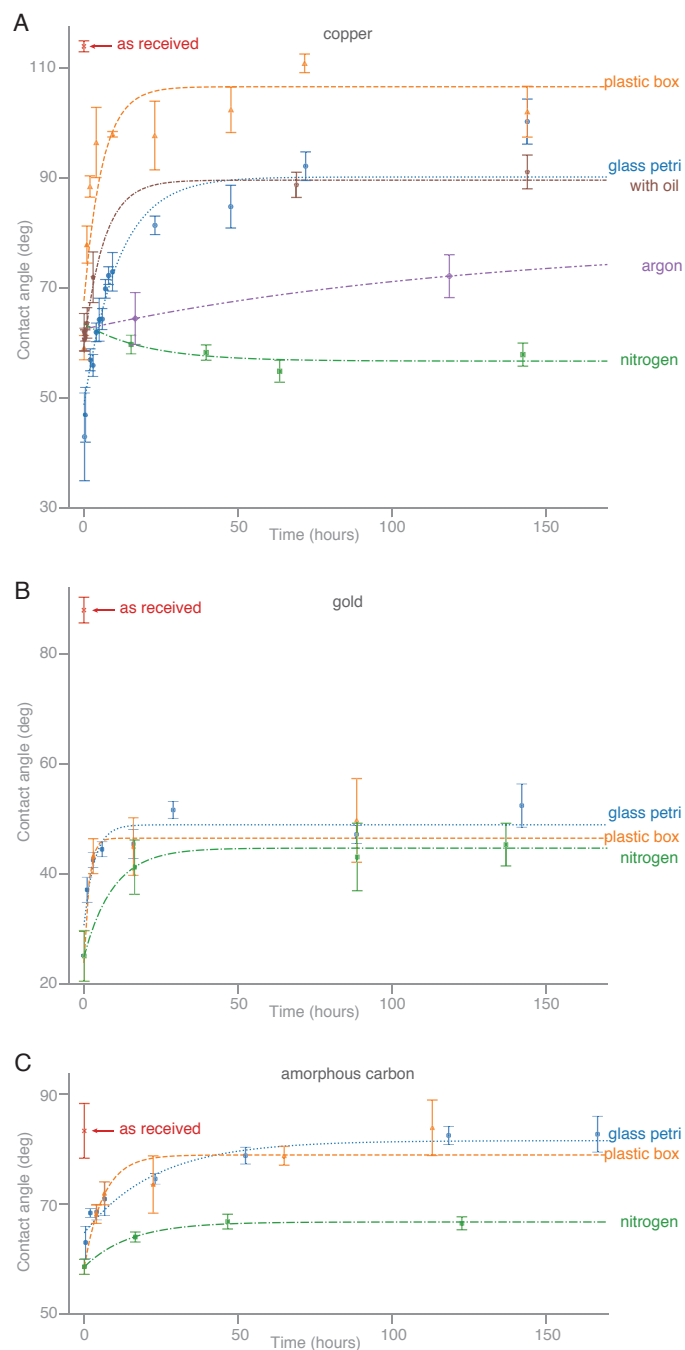 A
copper
as received
110
plastic box
90
glass petri
with oil
argon
70
nitrogen
50
30
Contact angle (deg)
0
50
100
150
Time (hours)
B
gold
as received
80
60
glass petri
plastic box
nitrogen
40
20
Contact angle (deg)
0
50
100
150
Time (hours)
C
amorphous carbon
90
as received
glass petri
plastic box
70
nitrogen
50
Contact angle (deg)
0
50
100
150
Time (hours)